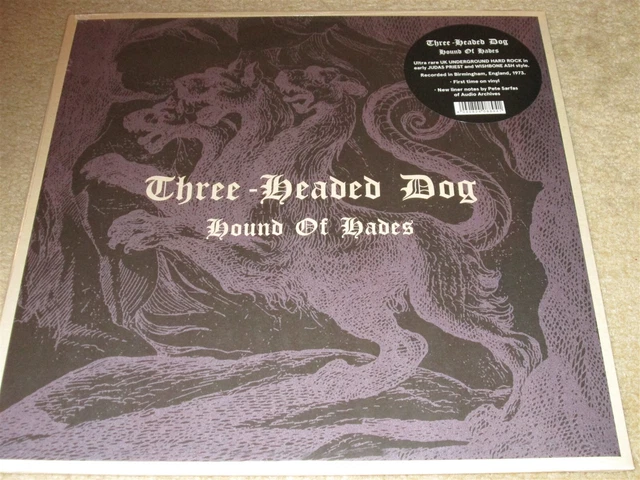 Three-Headed Dog
Hound Of Hades
Ultra rare UK UNDERGROUND HARD ROCK in
early JUDAS PRIEST and WISHBONE ASH style.
Recorded in Birmingham, England, 1973.
· First time on vinyl
· New liner notes by Pete Sarfas
of Audio Archives
Three-Headed Dog
Hound Of Hades